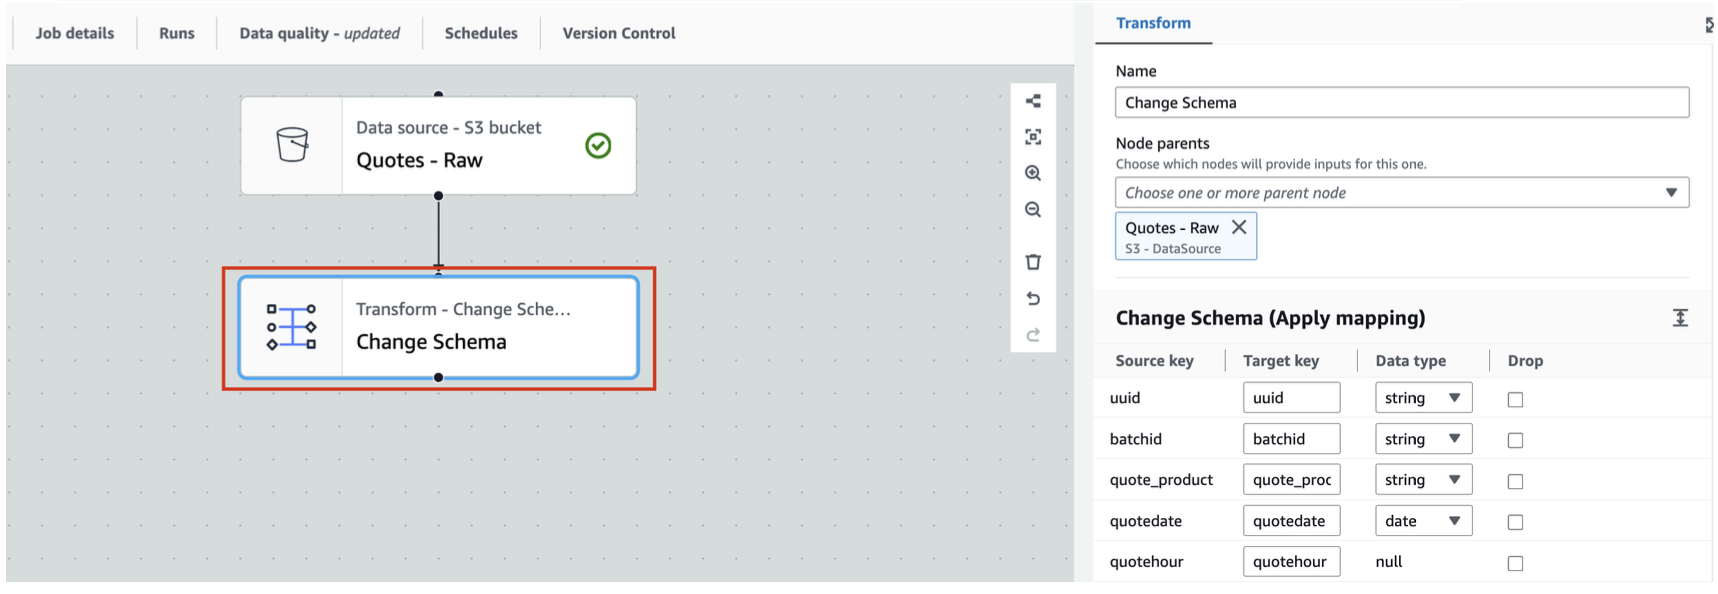 Job details
Runs
Data quality - updated
Schedules
Version Control
Data source - S3 bucket
Quotes - Raw
Transform - Change Sche...
Change Schema
Transform
Name
Change Schema
Node parents
Choose which nodes will provide inputs for this one.
Choose one or more parent node
Quotes - Raw
S3 - DataSource
Change Schema (Apply mapping)
Source key Target key Data type Drop
uuid uuid string
batchid batchid string
quote_product quote_proc string
quotedate quotedate date
quotehour quotehour null